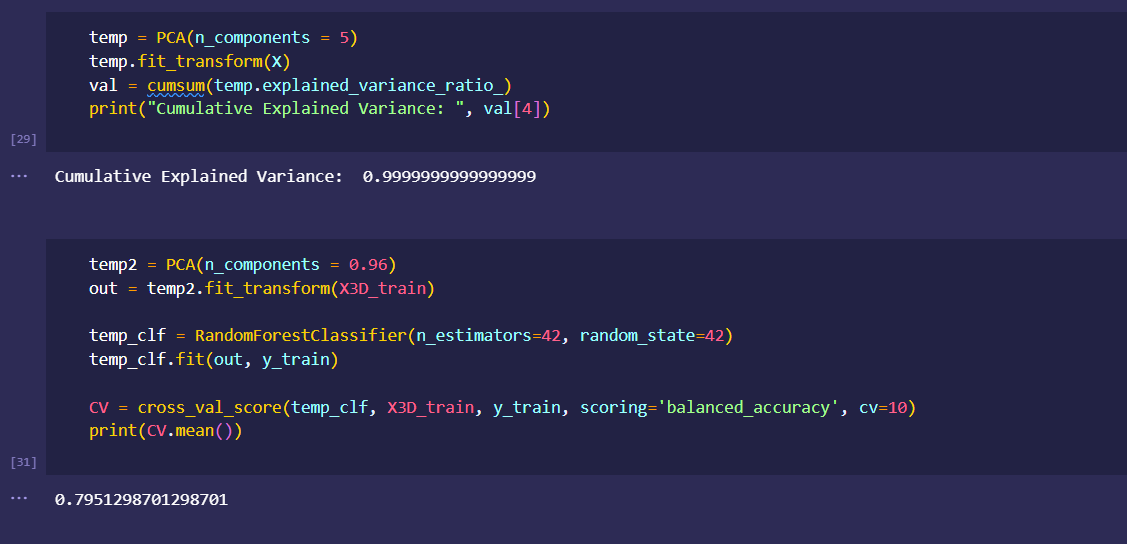 temp = PCA(n_components = 5)
temp.fit_transform(X)
val = cumsum(temp.explained_variance_ratio_)
print("Cumulative Explained Variance: ", val[4])
[29]
... Cumulative Explained Variance:  0.9999999999999999
temp2 = PCA(n_components = 0.96)
out = temp2.fit_transform(X3D_train)
temp_clf = RandomForestClassifier(n_estimators=42, random_state=42)
temp_clf.fit(out, y_train)
CV = cross_val_score(temp_clf, X3D_train, y_train, scoring='balanced_accuracy', cv=10)
print(CV.mean())
[31]
... 0.7951298701298701